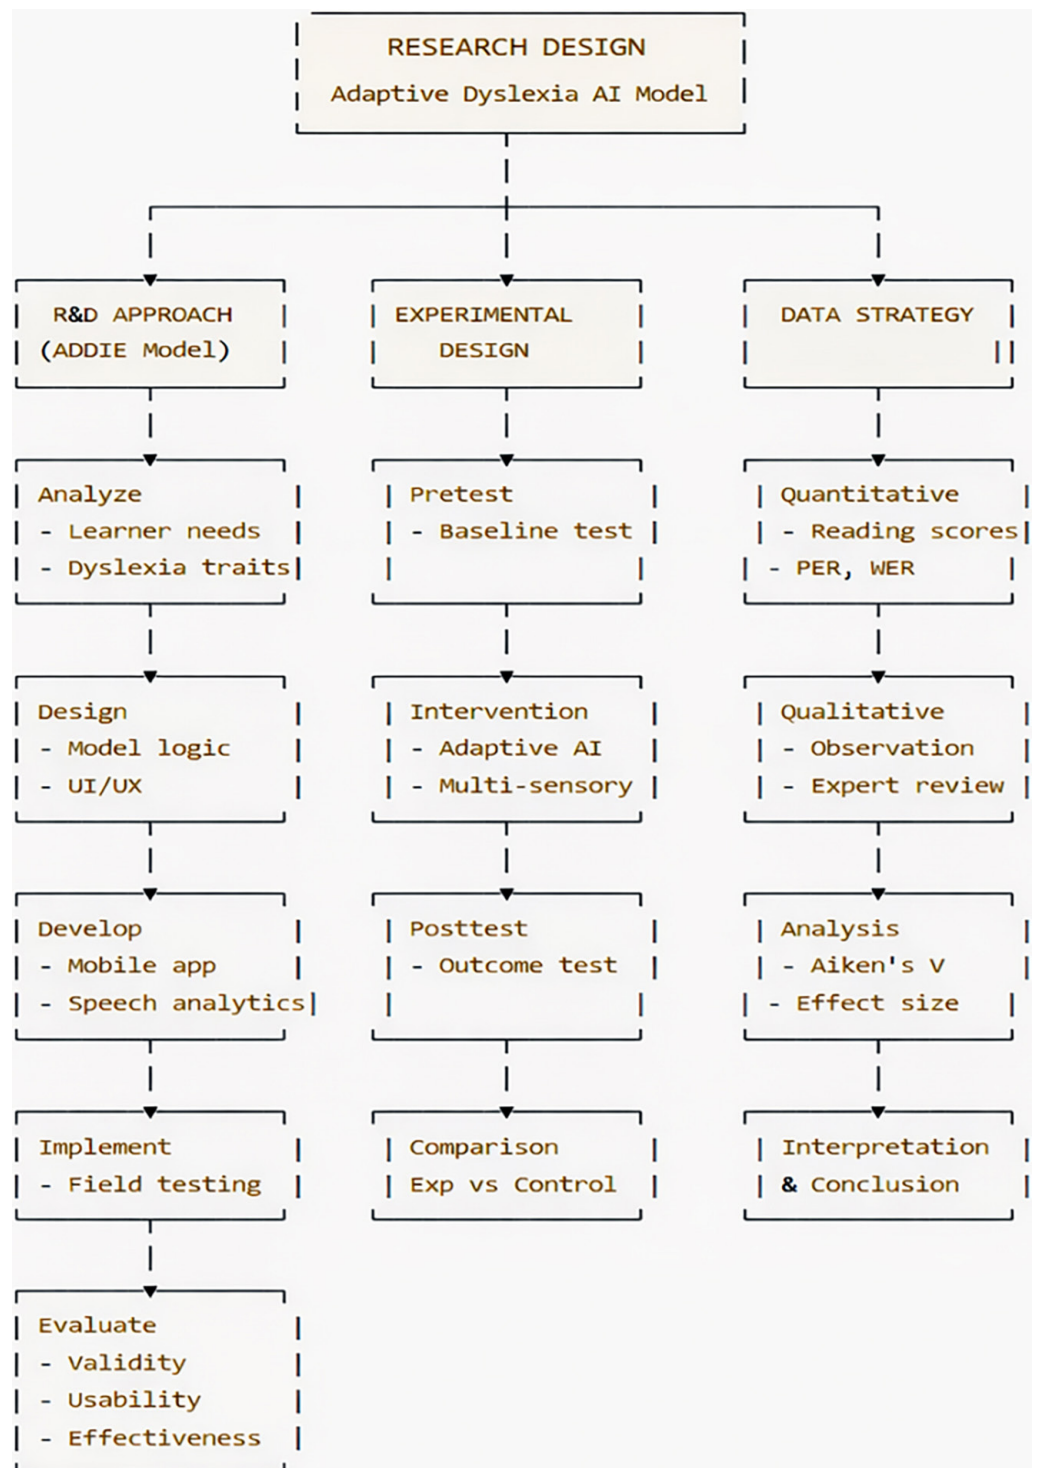 RESEARCH DESIGN
Adaptive Dyslexia AI Model
R&D APPROACH
(ADDIE Model)
EXPERIMENTAL
DESIGN
DATA STRATEGY
Analyze
- Learner needs
- Dyslexia traits
Pretest
- Baseline test
Quantitative
- Reading scores
- PER, WER
Design
- Model logic
- UI/UX
Intervention
- Adaptive AI
- Multi-sensory
Qualitative
- Observation
- Expert review
Develop
- Mobile app
- Speech analytics
Posttest
- Outcome test
Analysis
- Aiken's V
- Effect size
Implement
- Field testing
Comparison
Exp vs Control
Interpretation
& Conclusion
Evaluate
- Validity
- Usability
- Effectiveness